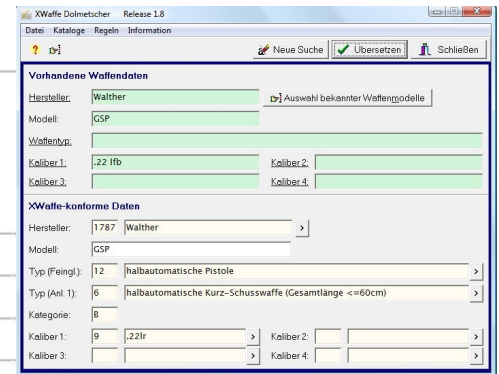 XWaffe Dolmetscher Release 1.8
Datei Kataloge Regeln Information
? Neue Suche Übersetzen Schließen
Vorhandene Waffendaten
Hersteller: Walther Auswahl bekannter Waffenmodelle
Modell: GSP
Waffentyp:
Kaliber 1: .22 lfb Kaliber 2:
Kaliber 3: Kaliber 4:
XWaffe-konforme Daten
Hersteller: 1787 Walther >
Modell: GSP
Typ (Feingl.): 12 halbautomatische Pistole >
Typ (Anl. 1): 6 halbautomatische Kurz-Schusswaffe (Gesamtlänge <=60cm) >
Kategorie: B
Kaliber 1: 9 .22lr > Kaliber 2: >
Kaliber 3: > Kaliber 4: >